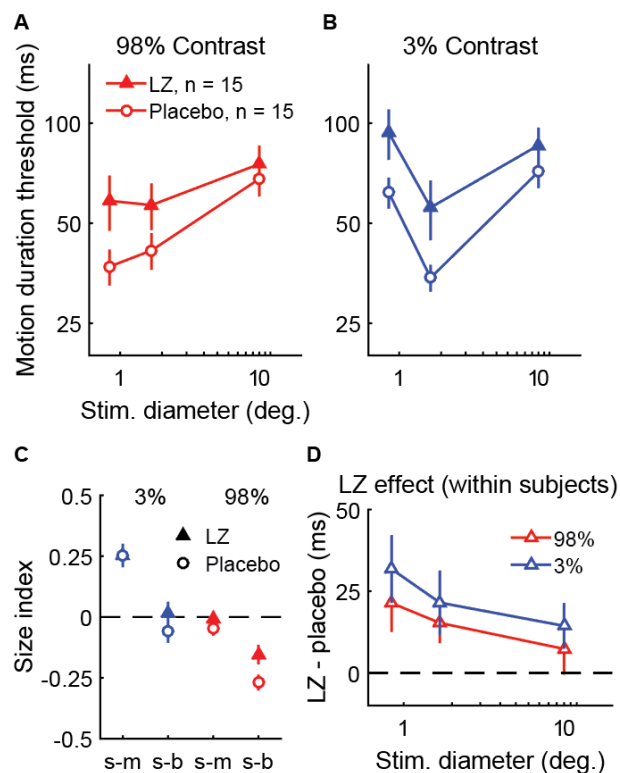 A
98% Contrast
B
3% Contrast
Motion duration threshold (ms)
100
50
25
LZ, n = 15
Placebo, n = 15
1
10
Stim. diameter (deg.)
100
50
25
1
10
C
Size index
0.5
0.25
0
-0.25
-0.5
3%
98%
LZ
Placebo
s-m
s-b
s-m
s-b
D
LZ effect (within subjects)
LZ - placebo (ms)
50
25
0
98%
3%
1
10
Stim. diameter (deg.)